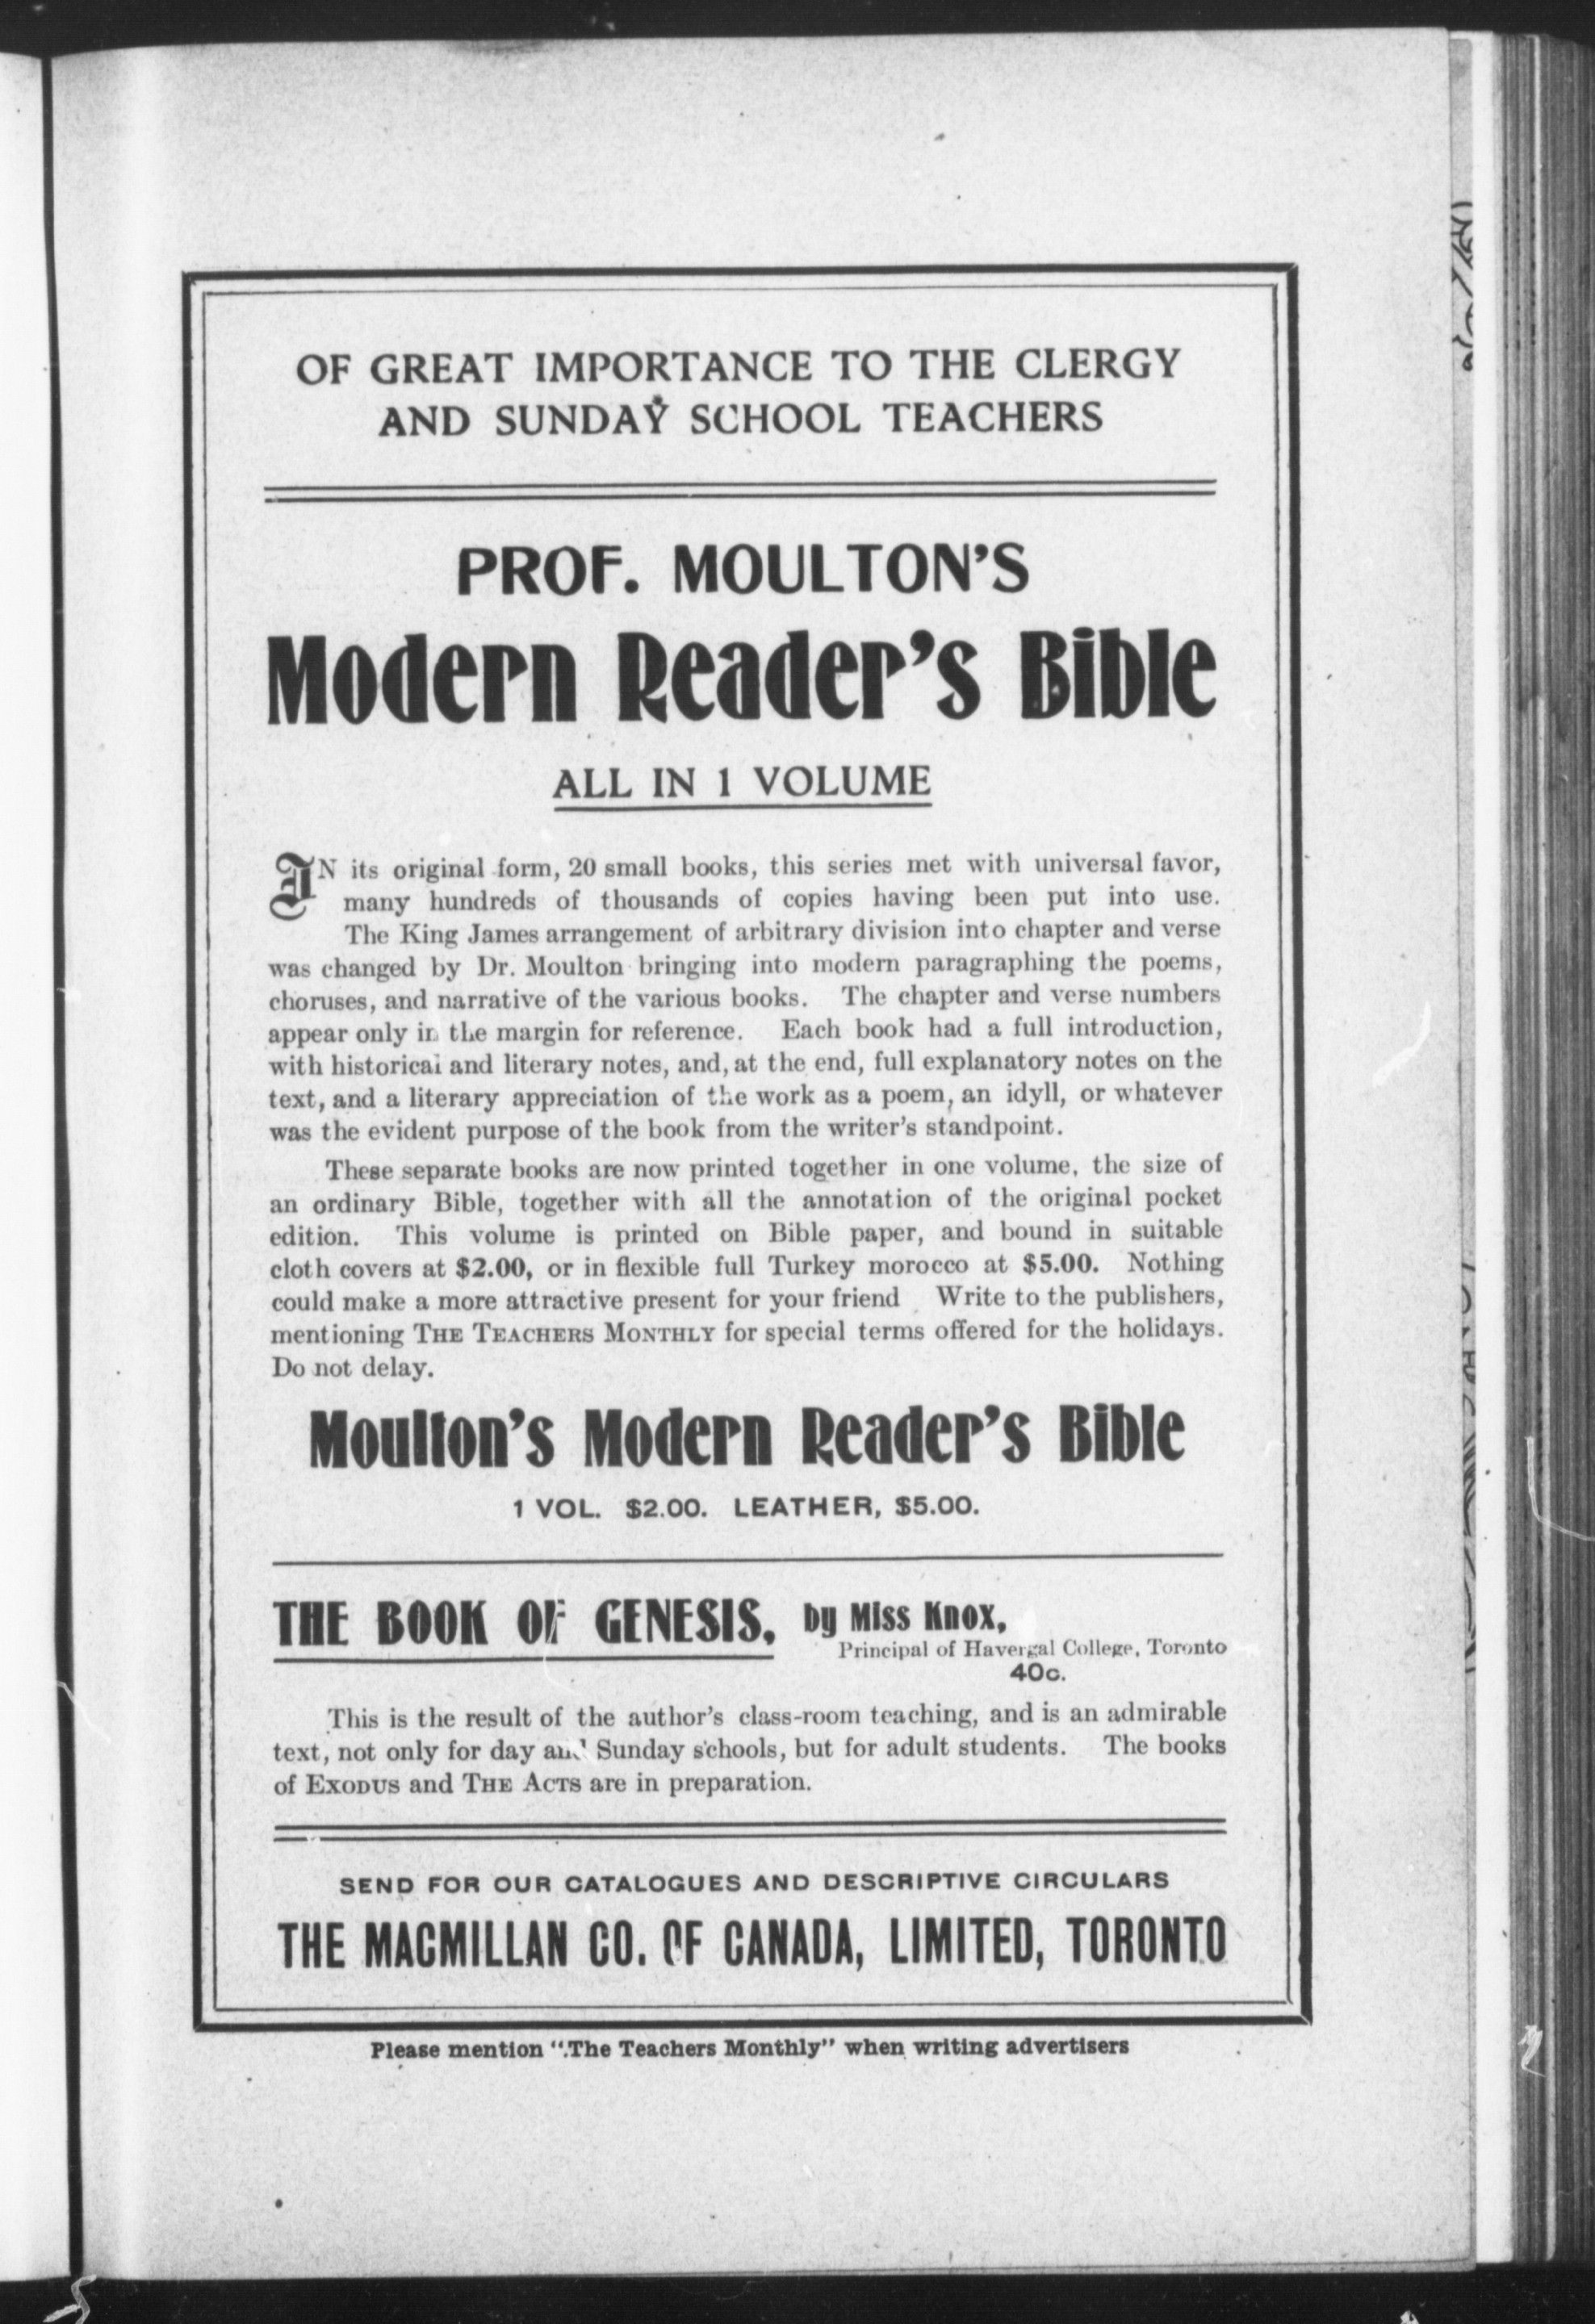 OF GREAT IMPORTANCE TO THE CLERGY
AND SUNDAY SCHOOL TEACHERS
PROF. MOULTON'S
Modern Reader's Bible
ALL IN 1 VOLUME
IN its original form, 20 small books, this series met with universal favor,
many hundreds of thousands of copies having been put into use.
The King James arrangement of arbitrary division into chapter and verse
was changed by Dr. Moulton bringing into modern paragraphing the poems,
choruses, and narrative of the various books. The chapter and verse numbers
appear only in the margin for reference. Each book had a full introduction,
with historical and literary notes, and, at the end, full explanatory notes on the
text, and a literary appreciation of the work as a poem, an idyll, or whatever
was the evident purpose of the book from the writer's standpoint.
These separate books are now printed together in one volume, the size of
an ordinary Bible, together with all the annotation of the original pocket
edition. This volume is printed on Bible paper, and bound in suitable
cloth covers at $2.00, or in flexible full Turkey morocco at $5.00. Nothing
could make a more attractive present for your friend Write to the publishers,
mentioning THE TEACHERS MONTHLY for special terms offered for the holidays.
Do not delay.
Moulton's Modern Reader's Bible
1 VOL. $2.00. LEATHER, $5.00.
THE BOOK OF GENESIS, by Miss Knox,
Principal of Havergal College, Toronto
40c.
This is the result of the author's class-room teaching, and is an admirable
text, not only for day and Sunday schools, but for adult students. The books
of EXODUS and THE ACTS are in preparation.
SEND FOR OUR CATALOGUES AND DESCRIPTIVE CIRCULARS
THE MACMILLAN CO. OF CANADA, LIMITED, TORONTO
Please mention "The Teachers Monthly" when writing advertisers